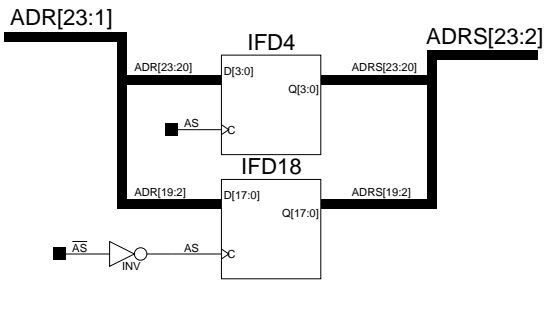 ADR[23:1]
IFD4
ADRS[23:2]
ADR[23:20]
D[3:0]
ADRS[23:20]
Q[3:0]
AS
C
IFD18
ADR[19:2]
D[17:0]
ADRS[19:2]
Q[17:0]
A̅S̅
AS
C
INV